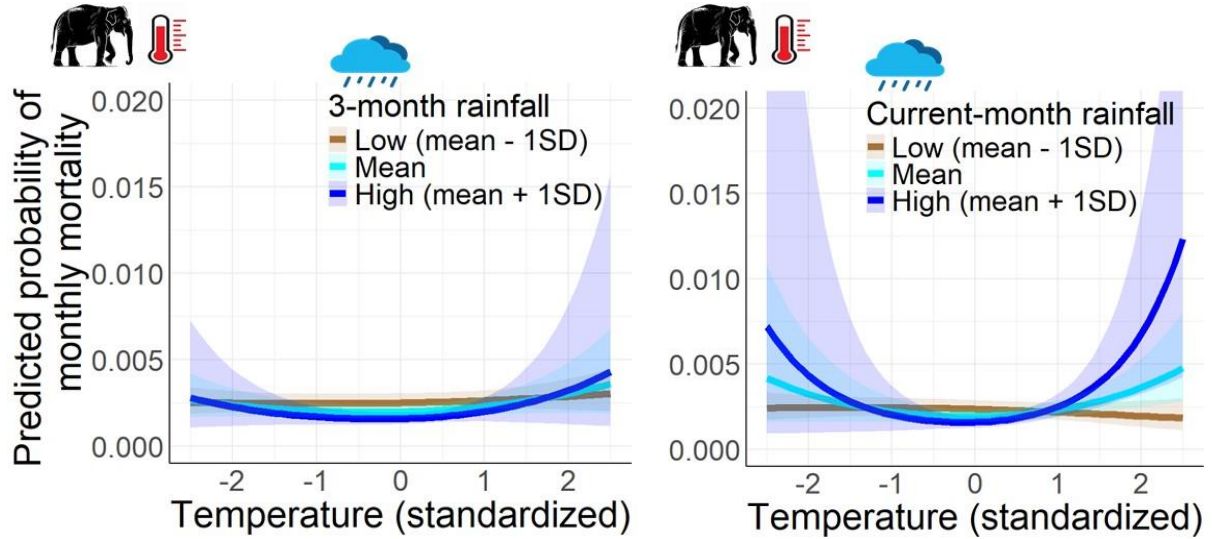 Predicted probability of
monthly mortality
0.020
0.015
0.010
0.005
0.000
3-month rainfall
Low (mean - 1SD)
Mean
High (mean + 1SD)
-2 -1 0 1 2
Temperature (standardized)
0.020
0.015
0.010
0.005
0.000
Current-month rainfall
Low (mean - 1SD)
Mean
High (mean + 1SD)
-2 -1 0 1 2
Temperature (standardized)